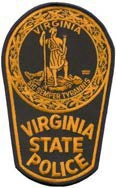 VIRGINIA
SIC SEMPER TYRANNIS
VIRGINIA
STATE
POLICE